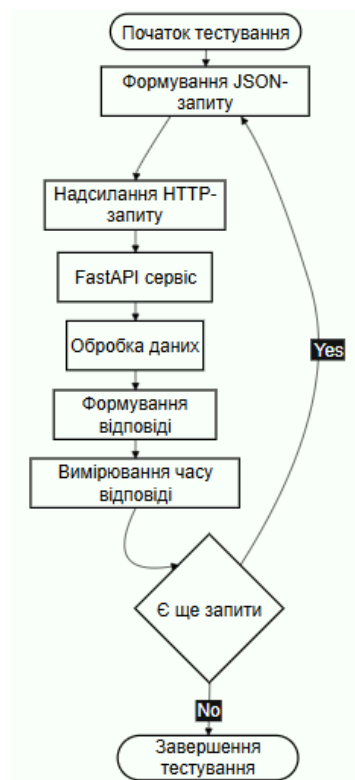 Початок тестування
Формування JSON-
запиту
Надсилання HTTP-
запиту
FastAPI сервіс
Обробка даних
Формування
відповіді
Вимірювання часу
відповіді
Yes
Є ще запити
No
Завершення
тестування